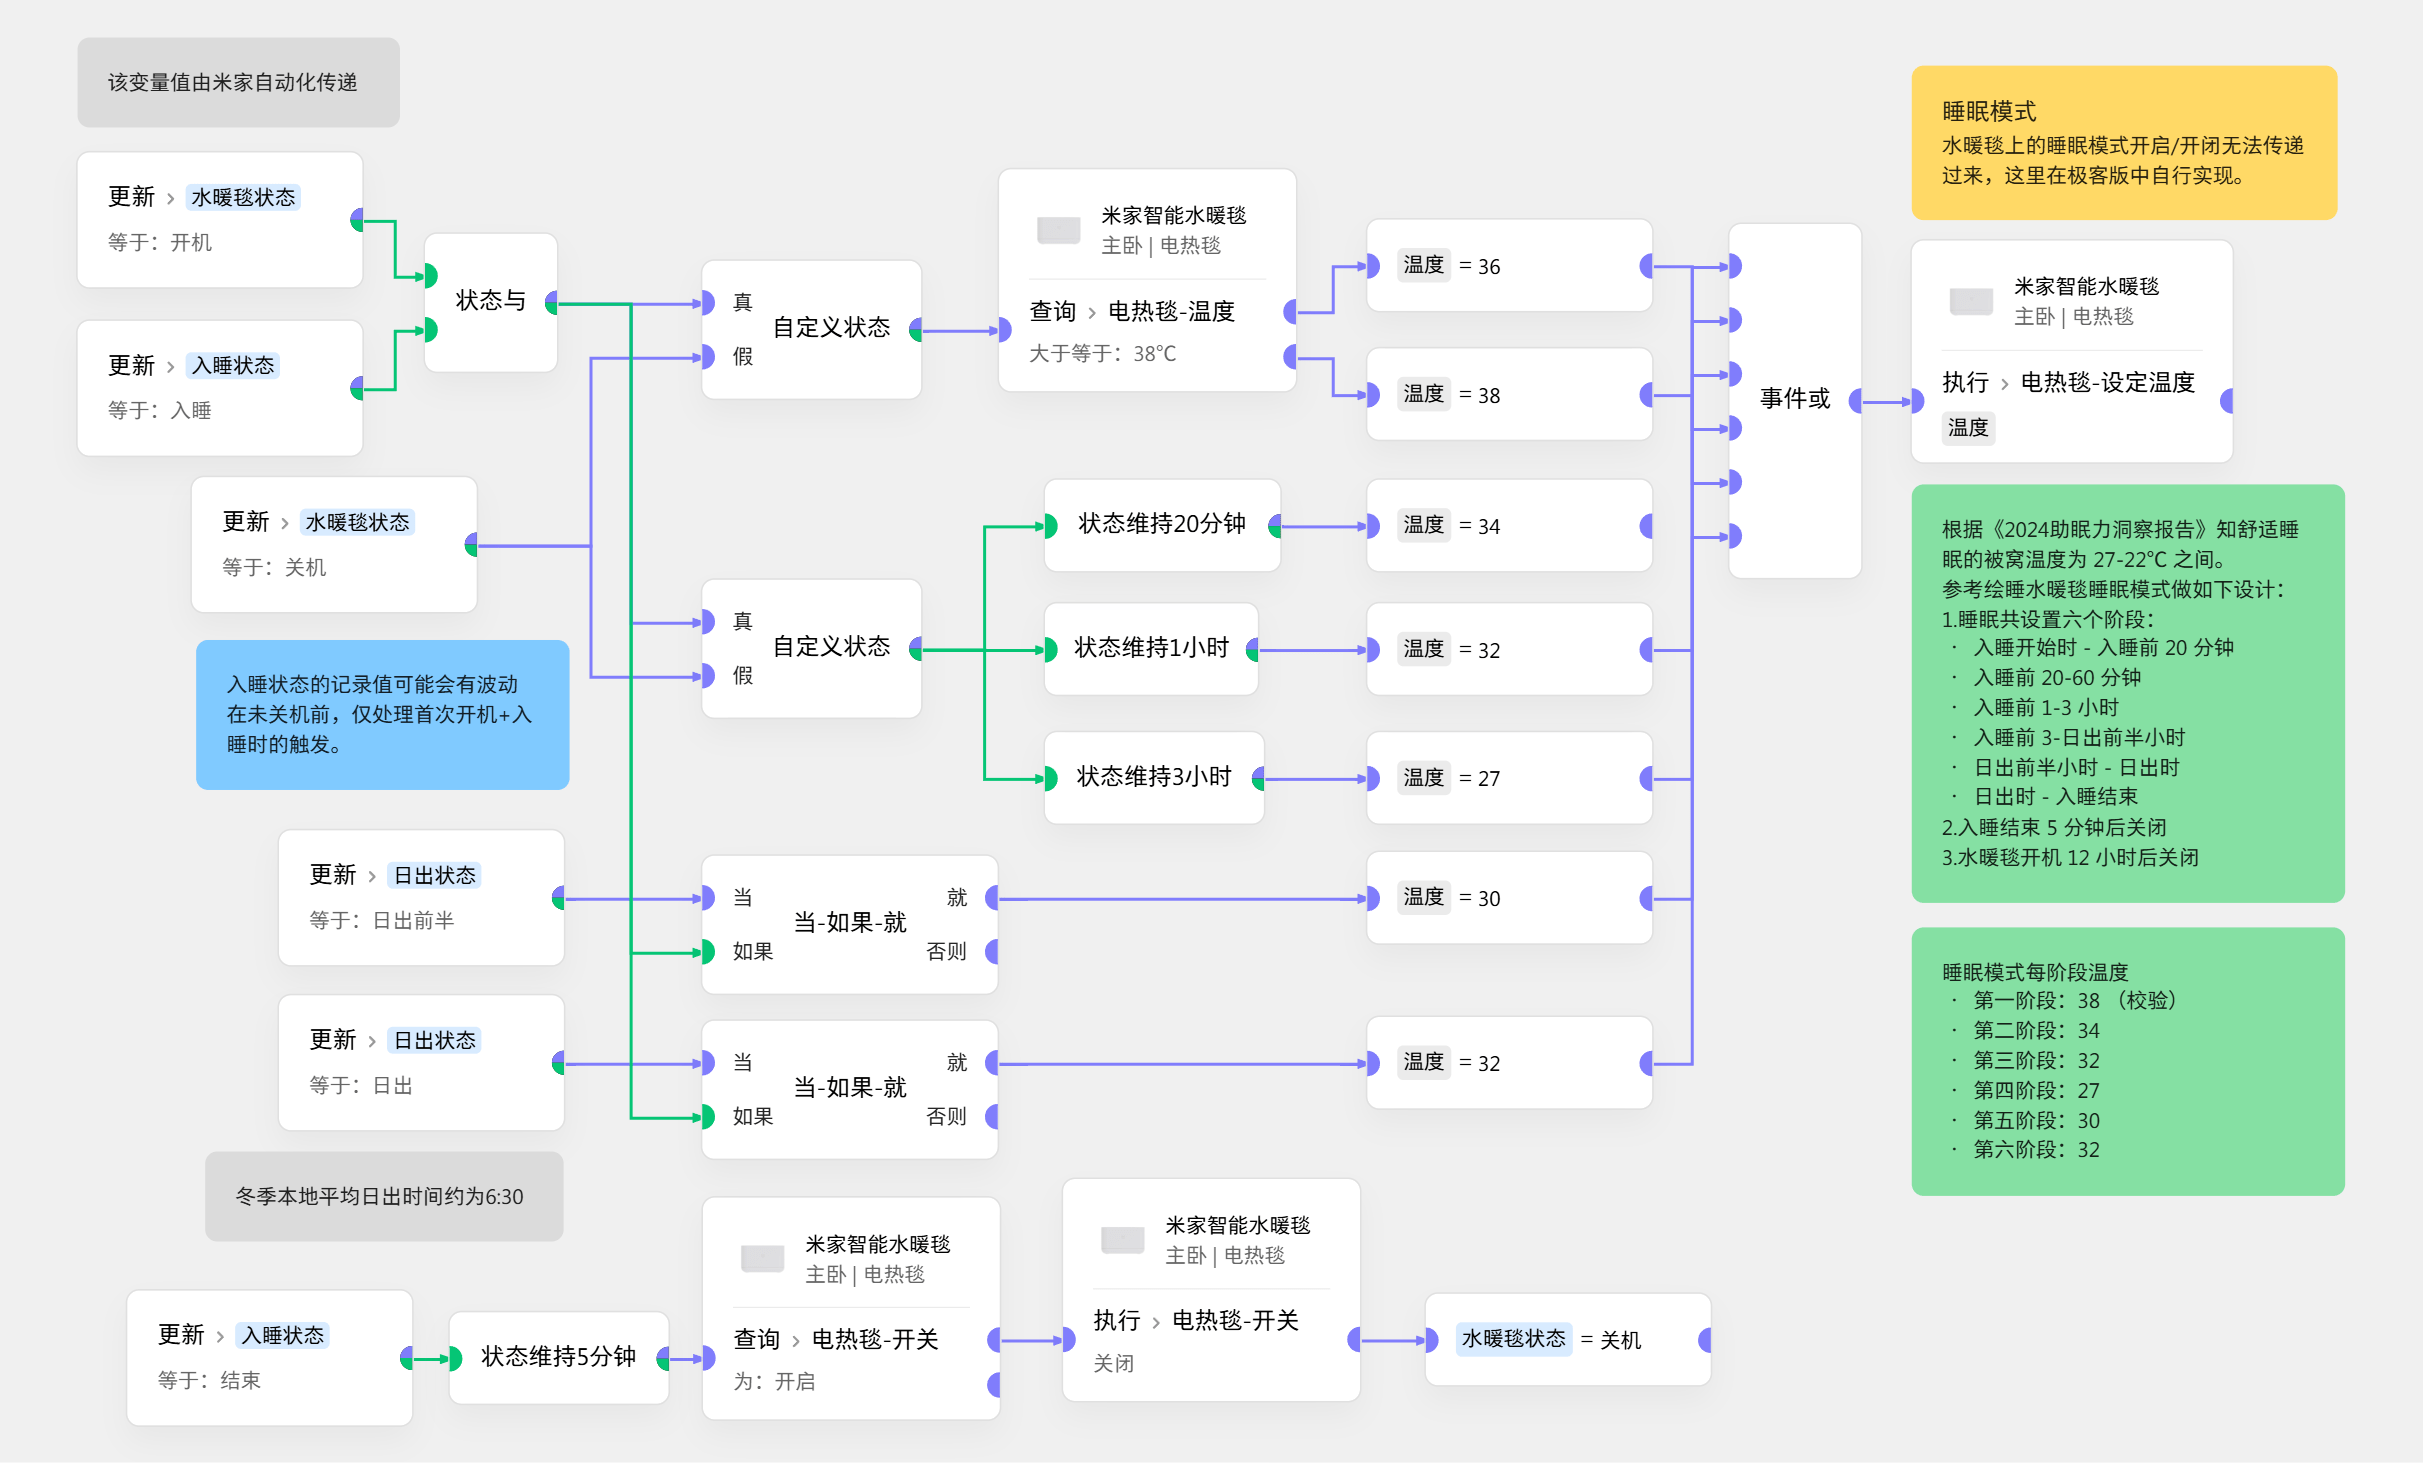 该变量值由米家自动化传递
更新 › 水暖毯状态
等于：开机
更新 › 入睡状态
等于：入睡
状态与
更新 › 水暖毯状态
等于：关机
入睡状态的记录值可能会有波动
在未关机前，仅处理首次开机+入
睡时的触发。
真
自定义状态
假
米家智能水暖毯
主卧 | 电热毯
查询 › 电热毯-温度
大于等于：38℃
温度 = 36
温度 = 38
真
自定义状态
假
状态维持20分钟
温度 = 34
状态维持1小时
温度 = 32
状态维持3小时
温度 = 27
更新 › 日出状态
等于：日出前半
当 就
当-如果-就
如果 否则
温度 = 30
更新 › 日出状态
等于：日出
当 就
当-如果-就
如果 否则
温度 = 32
冬季本地平均日出时间约为6:30
事件或
睡眠模式
水暖毯上的睡眠模式开启/开闭无法传递
过来，这里在极客版中自行实现。
米家智能水暖毯
主卧 | 电热毯
执行 › 电热毯-设定温度
温度
根据《2024助眠力洞察报告》知舒适睡
眠的被窝温度为 27-22℃ 之间。
参考绘睡水暖毯睡眠模式做如下设计：
1.睡眠共设置六个阶段：
· 入睡开始时 - 入睡前 20 分钟
· 入睡前 20-60 分钟
· 入睡前 1-3 小时
· 入睡前 3-日出前半小时
· 日出前半小时 - 日出时
· 日出时 - 入睡结束
2.入睡结束 5 分钟后关闭
3.水暖毯开机 12 小时后关闭
睡眠模式每阶段温度
· 第一阶段：38 （校验）
· 第二阶段：34
· 第三阶段：32
· 第四阶段：27
· 第五阶段：30
· 第六阶段：32
更新 › 入睡状态
等于：结束
状态维持5分钟
米家智能水暖毯
主卧 | 电热毯
查询 › 电热毯-开关
为：开启
米家智能水暖毯
主卧 | 电热毯
执行 › 电热毯-开关
关闭
水暖毯状态 = 关机